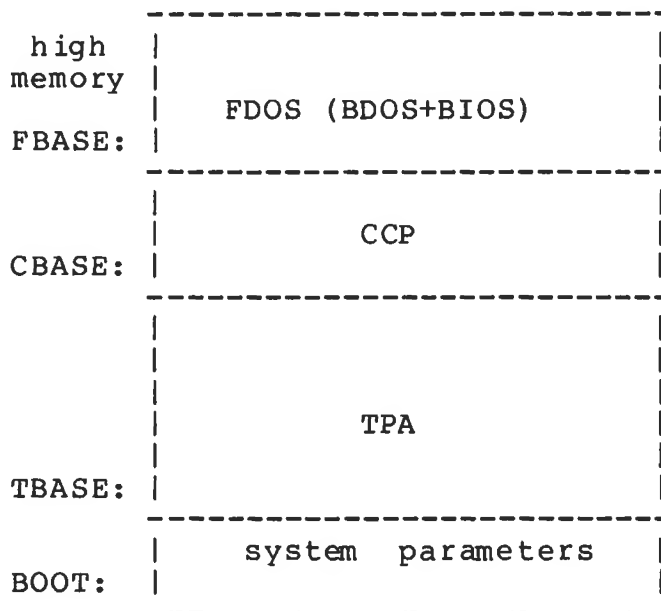 high
memory
FDOS (BDOS+BIOS)
FBASE:
CCP
CBASE:
TPA
TBASE:
system parameters
BOOT: